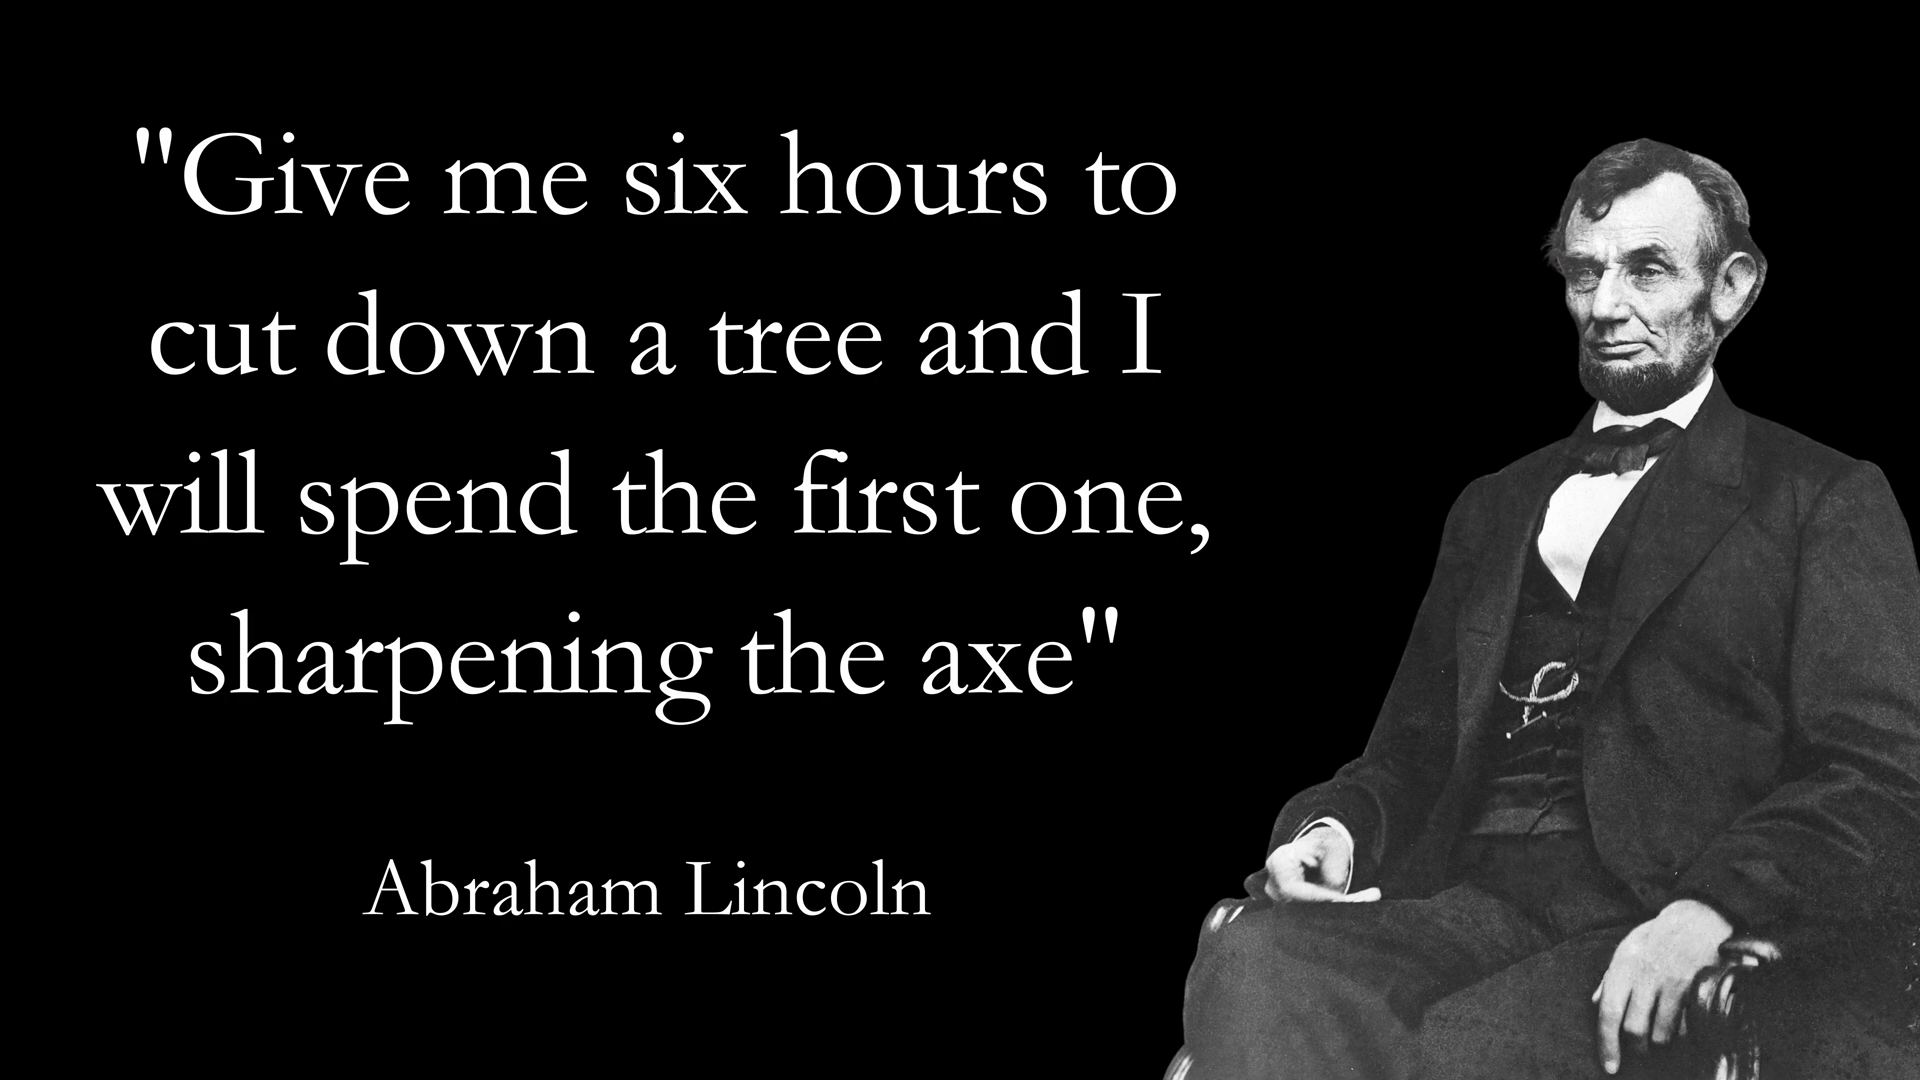 "Give me six hours to
cut down a tree and I
will spend the first one,
sharpening the axe"
Abraham Lincoln